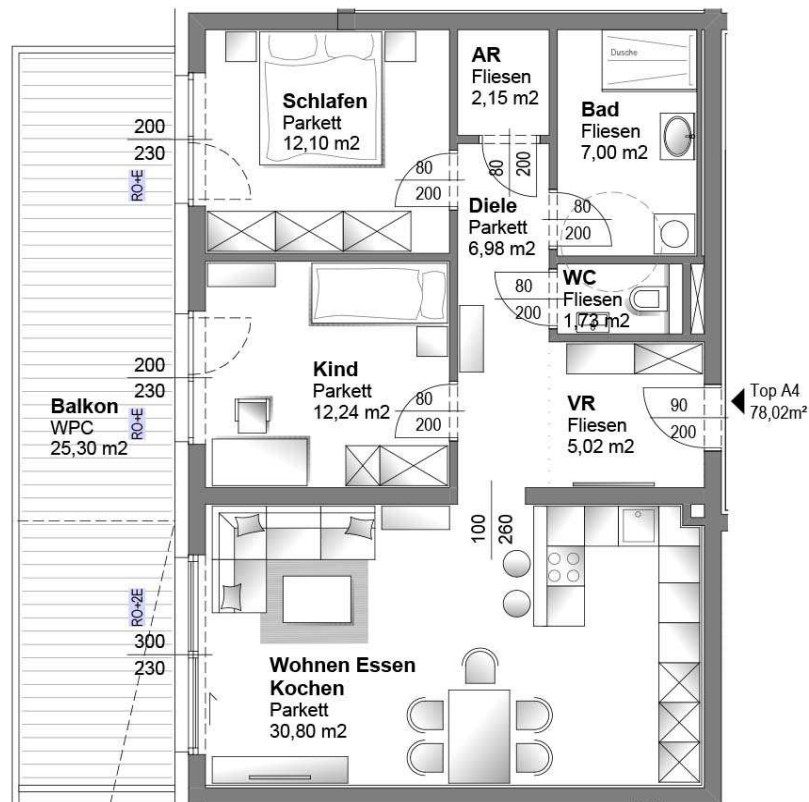 Schlafen
Parkett
12,10 m2
AR
Fliesen
2,15 m2
Dusche
Bad
Fliesen
7,00 m2
200
230
RO+E
80
200
80
200
Diele
Parkett
6,98 m2
80
200
80
200
WC
Fliesen
1,73 m2
200
230
RO+E
Balkon
WPC
25,30 m2
Kind
Parkett
12,24 m2
80
200
VR
Fliesen
5,02 m2
90
200
Top A4
78,02m²
100
260
RO+2E
300
230
Wohnen Essen
Kochen
Parkett
30,80 m2